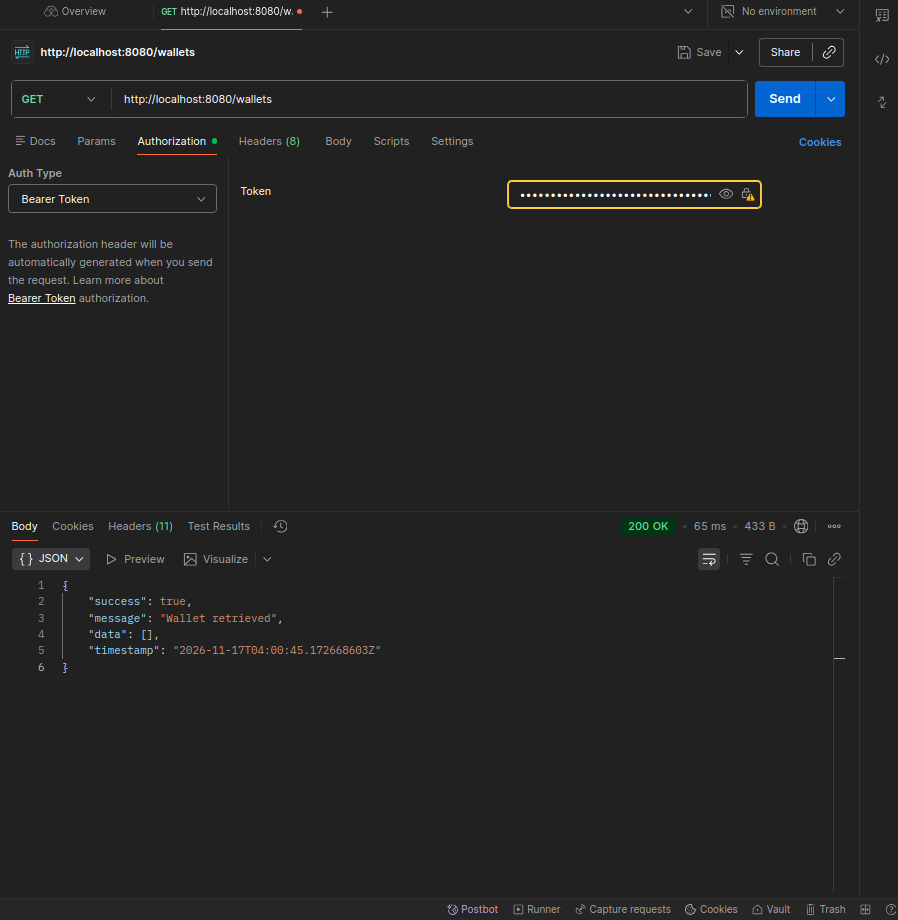 Overview
GET http://localhost:8080/w.
No environment
HTTP http://localhost:8080/wallets
Save
Share
GET
http://localhost:8080/wallets
Send
Docs
Params
Authorization
Headers (8)
Body
Scripts
Settings
Cookies
Auth Type
Bearer Token
Token
The authorization header will be
automatically generated when you send
the request. Learn more about
Bearer Token authorization.
Body
Cookies
Headers (11)
Test Results
200 OK
65 ms
433 B
{ } JSON
Preview
Visualize
1 {
2 "success": true,
3 "message": "Wallet retrieved",
4 "data": [],
5 "timestamp": "2026-11-17T04:00:45.172668603Z"
6 }
Postbot
Runner
Capture requests
Cookies
Vault
Trash